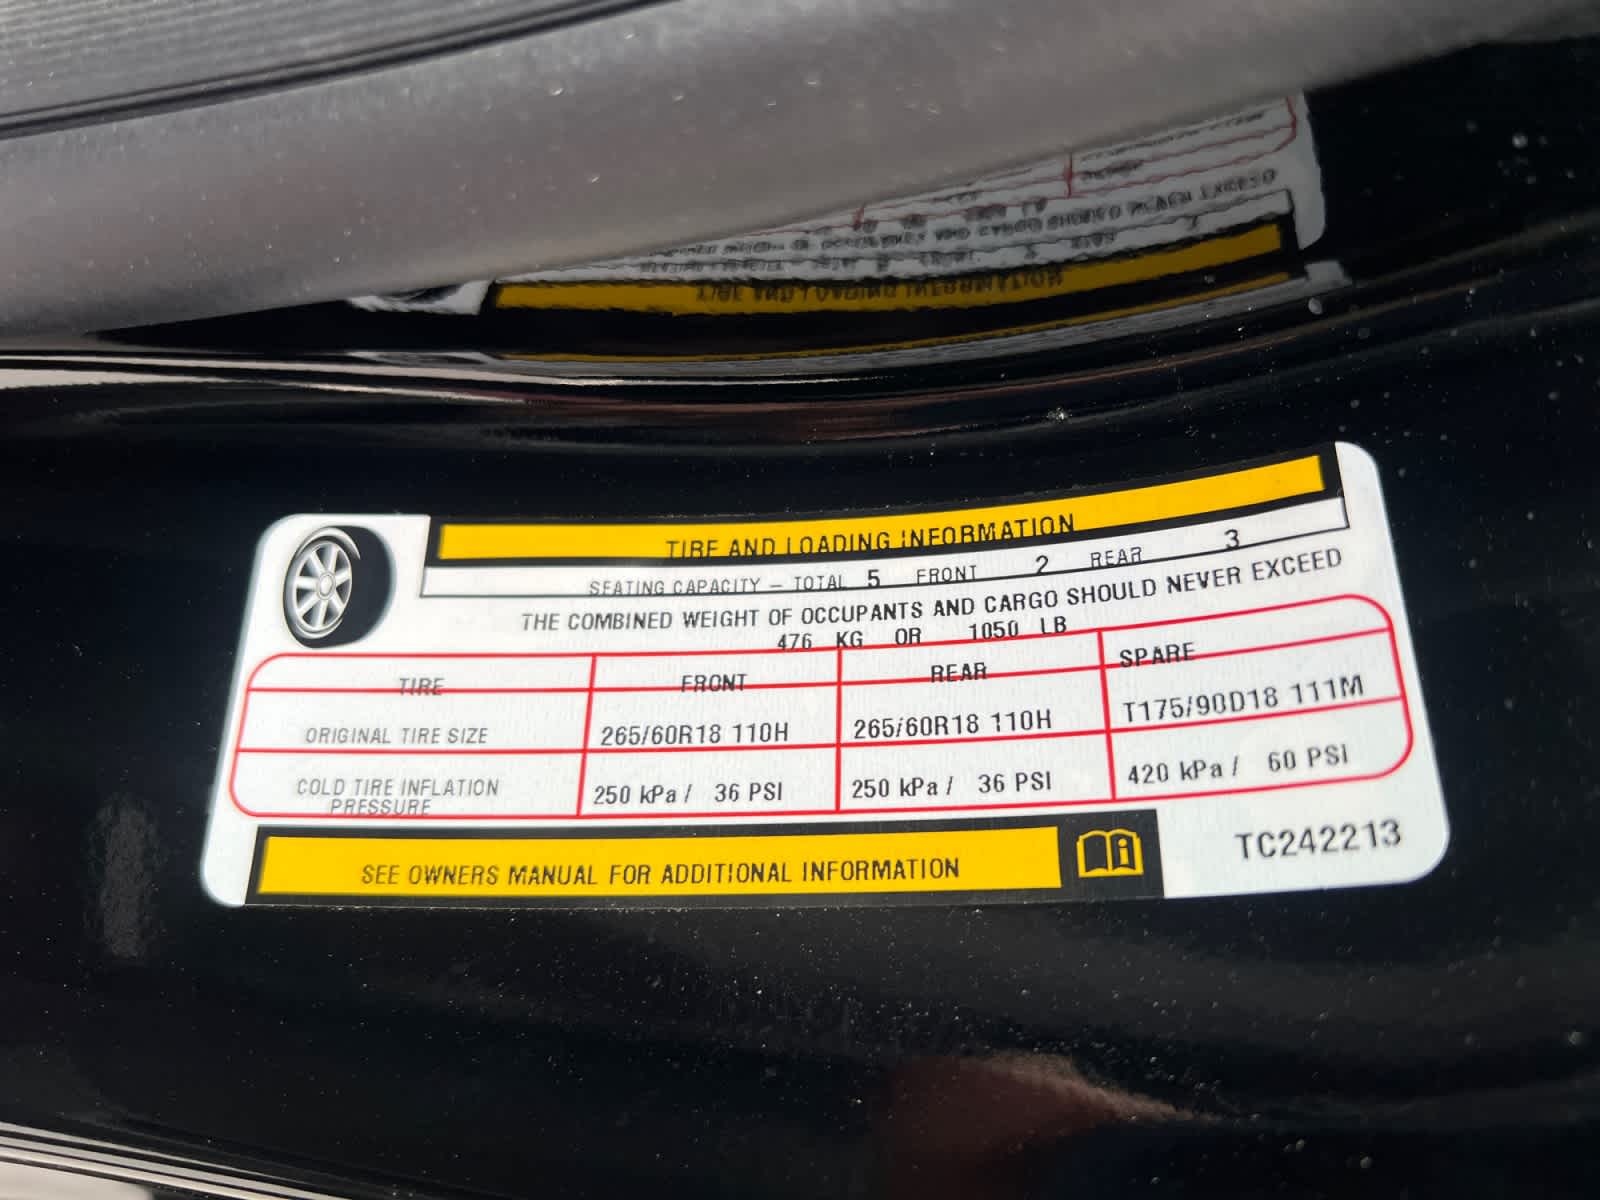 TIRE AND LOADING INFORMATION
SEATING CAPACITY – TOTAL 5 FRONT 2 REAR 3
THE COMBINED WEIGHT OF OCCUPANTS AND CARGO SHOULD NEVER EXCEED
476 KG OR 1050 LB
TIRE FRONT REAR SPARE
ORIGINAL TIRE SIZE 265/60R18 110H 265/60R18 110H T175/90D18 111M
COLD TIRE INFLATION PRESSURE 250 kPa / 36 PSI 250 kPa / 36 PSI 420 kPa / 60 PSI
SEE OWNERS MANUAL FOR ADDITIONAL INFORMATION
TC242213